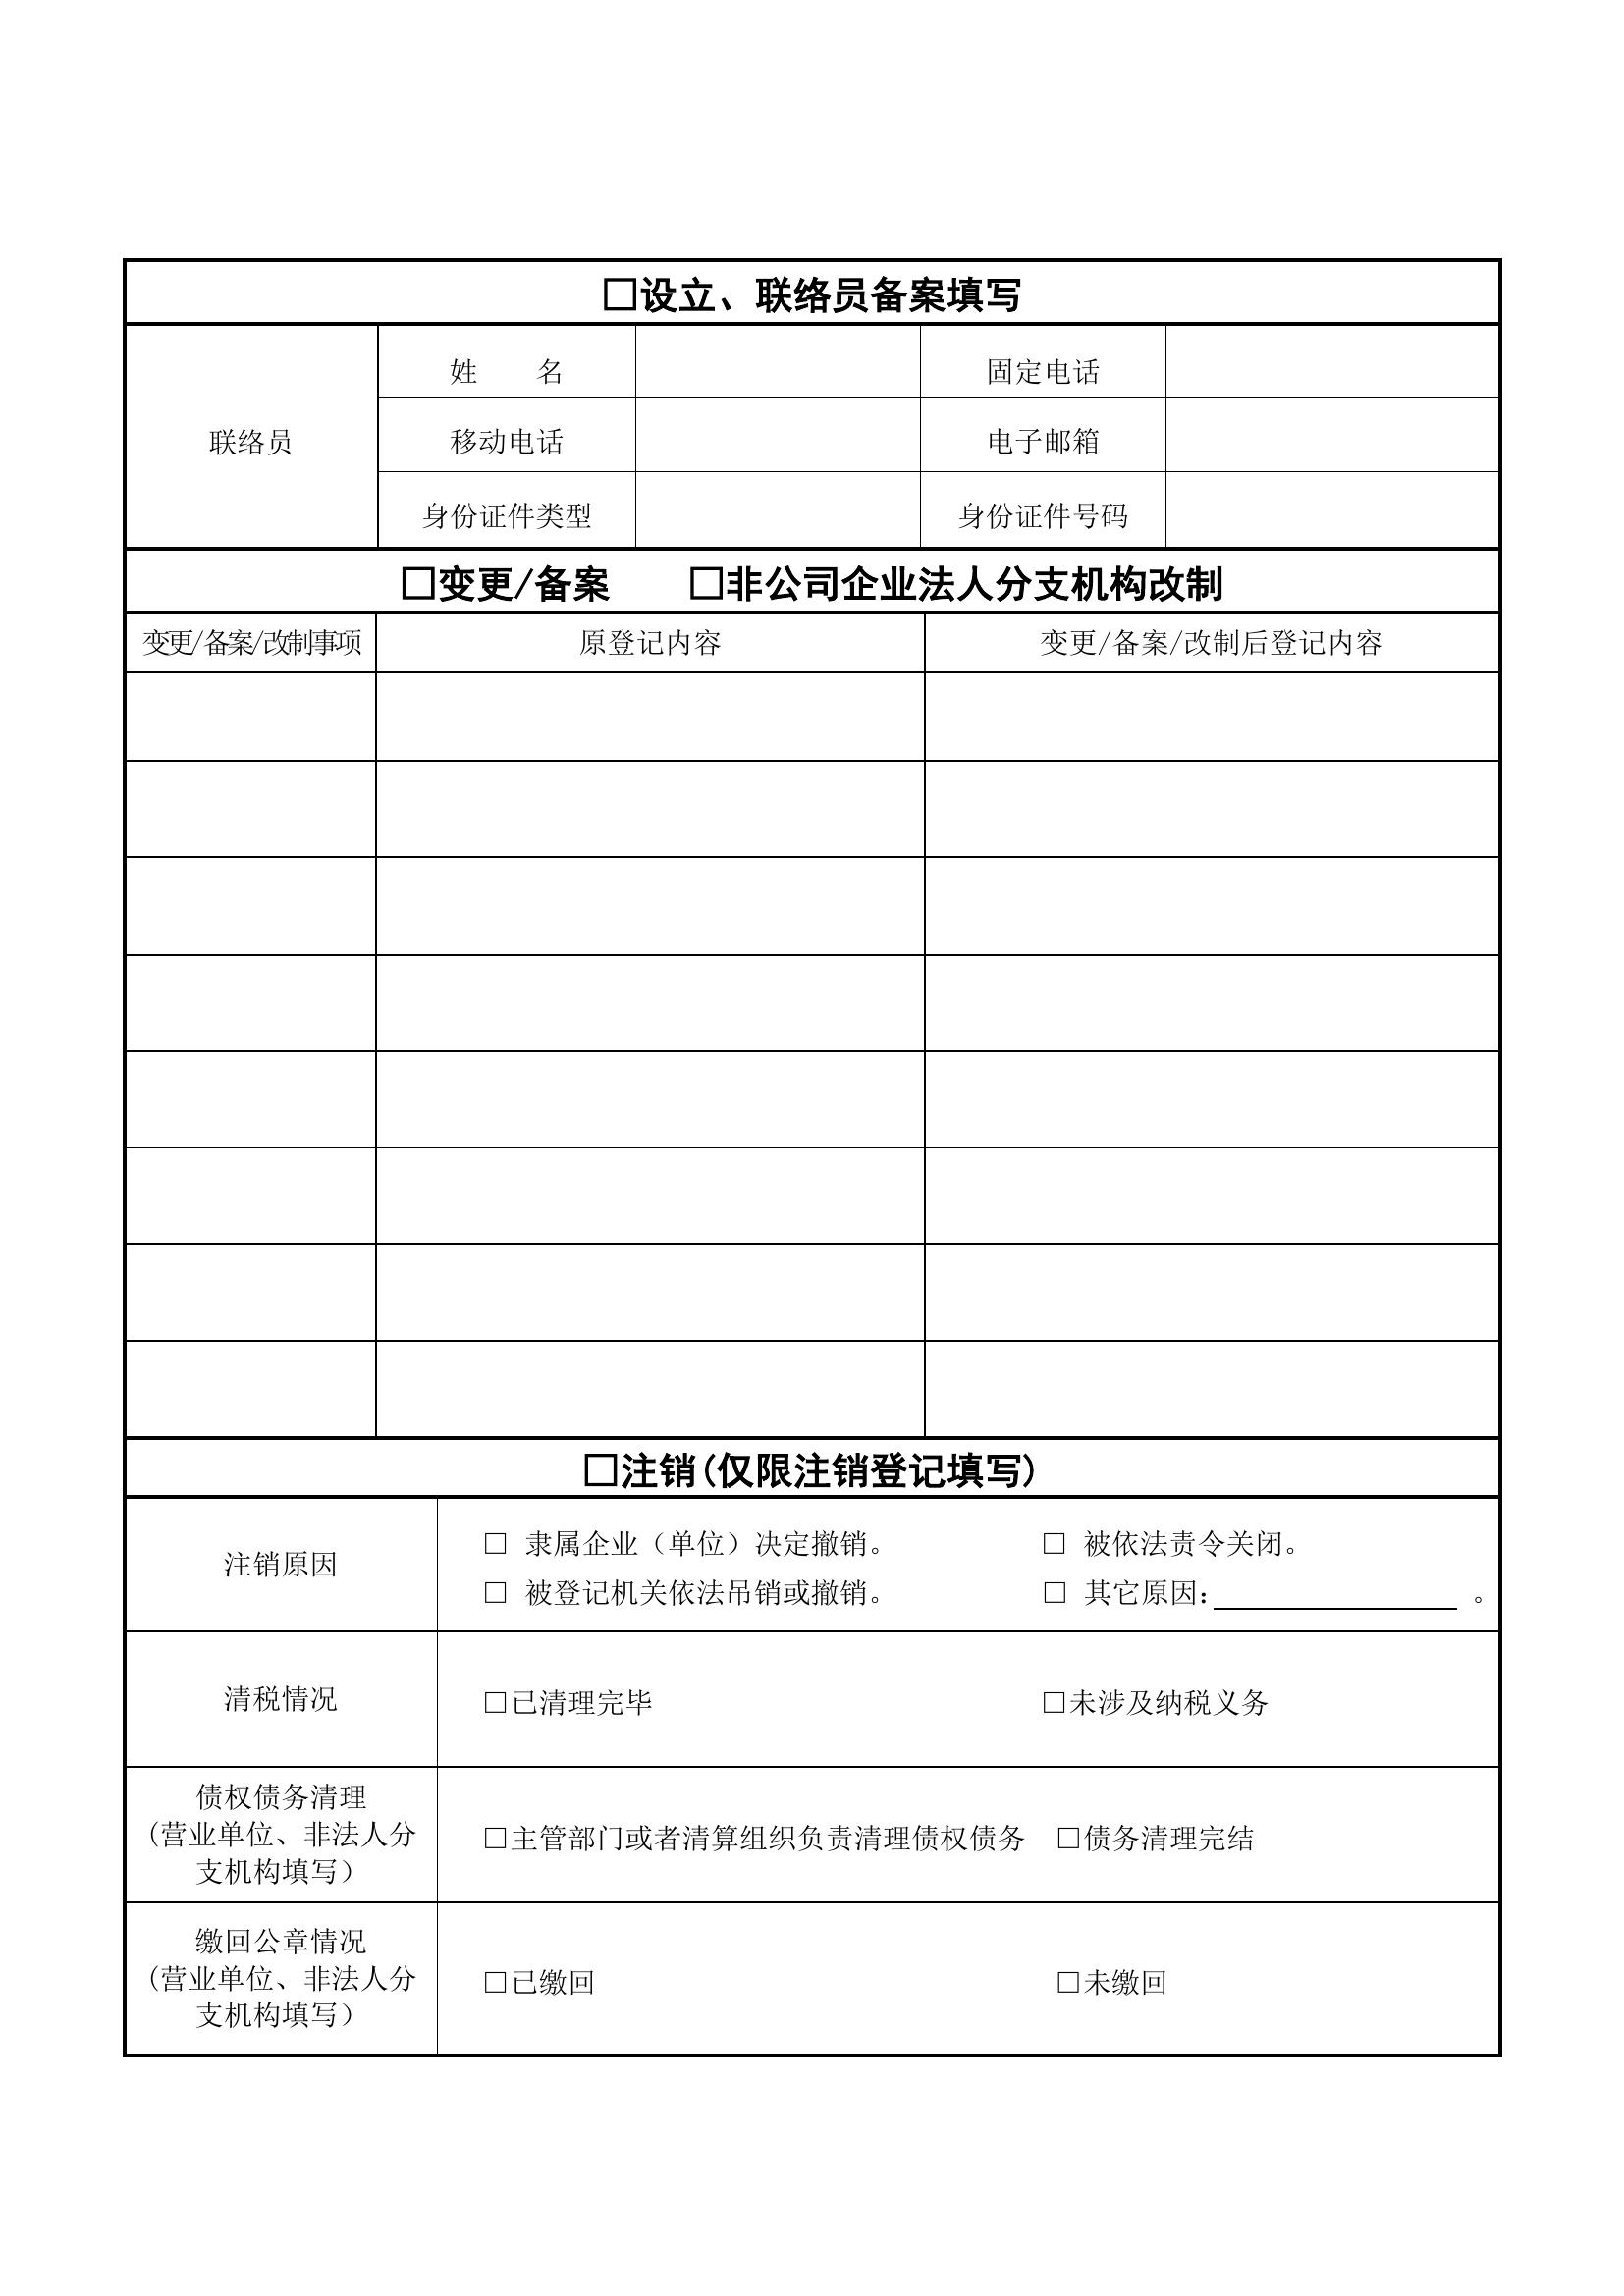 □设立、联络员备案填写
联络员
姓　　名
固定电话
移动电话
电子邮箱
身份证件类型
身份证件号码
□变更/备案　　□非公司企业法人分支机构改制
变更/备案/改制事项
原登记内容
变更/备案/改制后登记内容
□注销(仅限注销登记填写)
注销原因
□ 隶属企业（单位）决定撤销。
□ 被依法责令关闭。
□ 被登记机关依法吊销或撤销。
□ 其它原因:________________ 。
清税情况
□已清理完毕
□未涉及纳税义务
债权债务清理
（营业单位、非法人分
支机构填写）
□主管部门或者清算组织负责清理债权债务
□债务清理完结
缴回公章情况
（营业单位、非法人分
支机构填写）
□已缴回
□未缴回